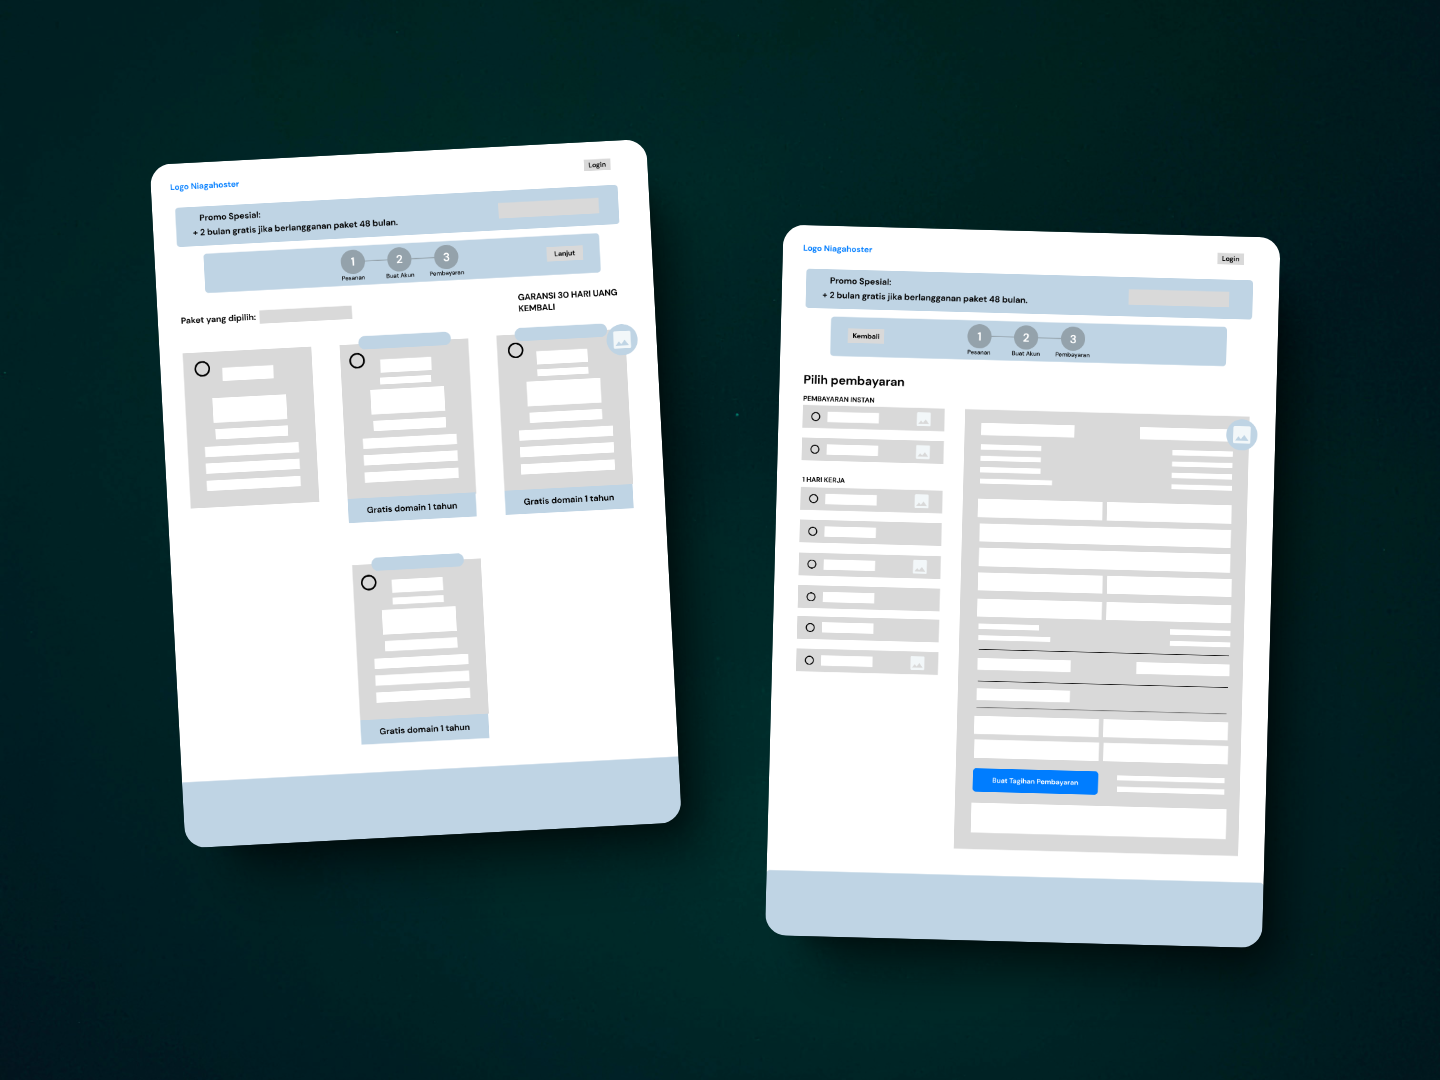 Logo Niagahoster
Login
Promo Spesial:
+ 2 bulan gratis jika berlangganan paket 48 bulan.
1
2
3
Lanjut
Pesanan
Buat Akun
Pembayaran
GARANSI 30 HARI UANG
KEMBALI
Paket yang dipilih:
Gratis domain 1 tahun
Gratis domain 1 tahun
Gratis domain 1 tahun
Logo Niagahoster
Login
Promo Spesial:
+ 2 bulan gratis jika berlangganan paket 48 bulan.
Kembali
1
2
3
Pesanan
Buat Akun
Pembayaran
Pilih pembayaran
PEMBAYARAN INSTAN
1 HARI KERJA
Buat Tagihan Pembayaran